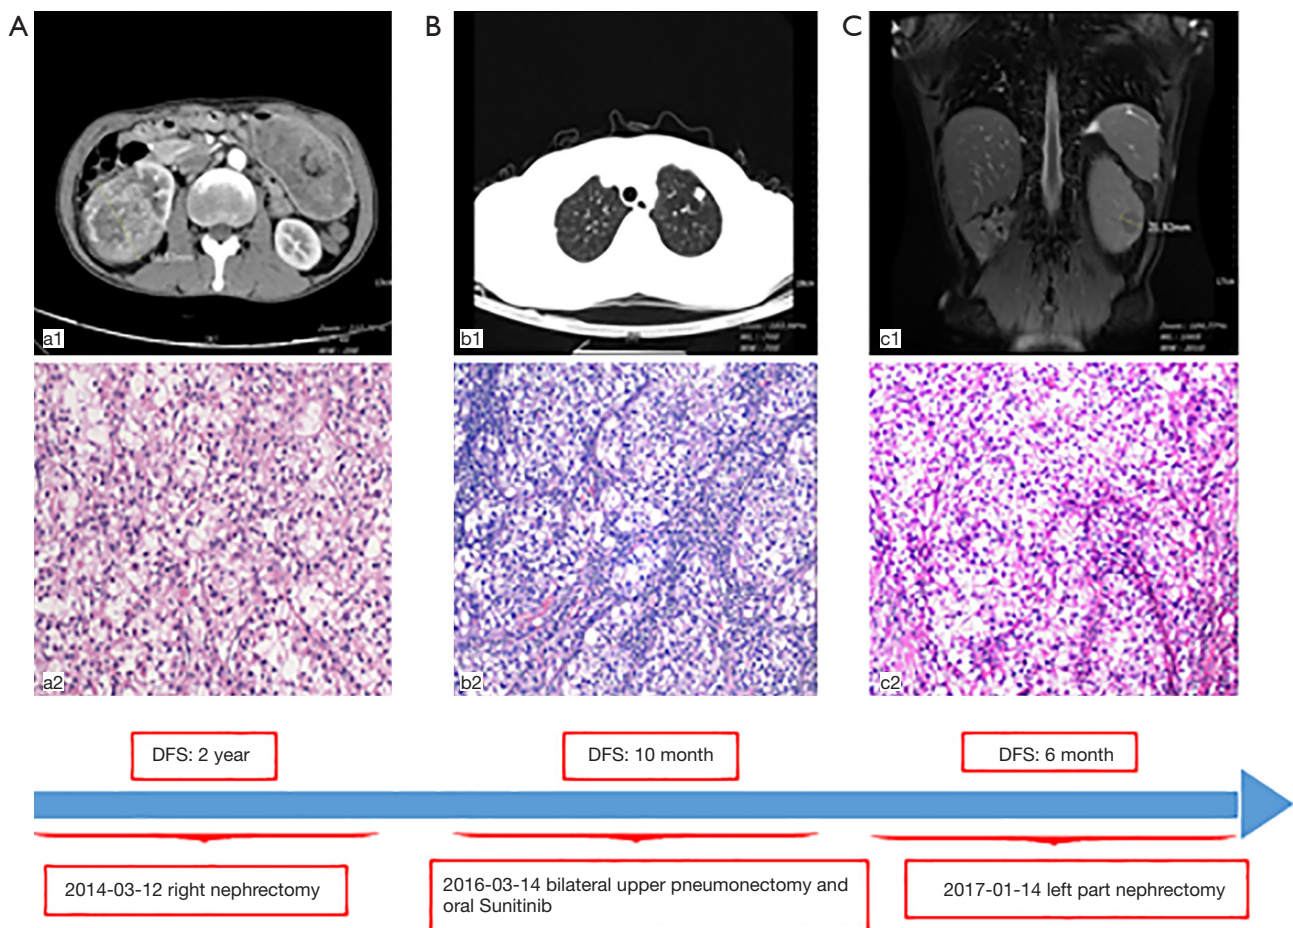 A
B
C
a1
b1
c1
a2
b2
c2
DFS: 2 year
DFS: 10 month
DFS: 6 month
2014-03-12 right nephrectomy
2016-03-14 bilateral upper pneumonectomy and
oral Sunitinib
2017-01-14 left part nephrectomy